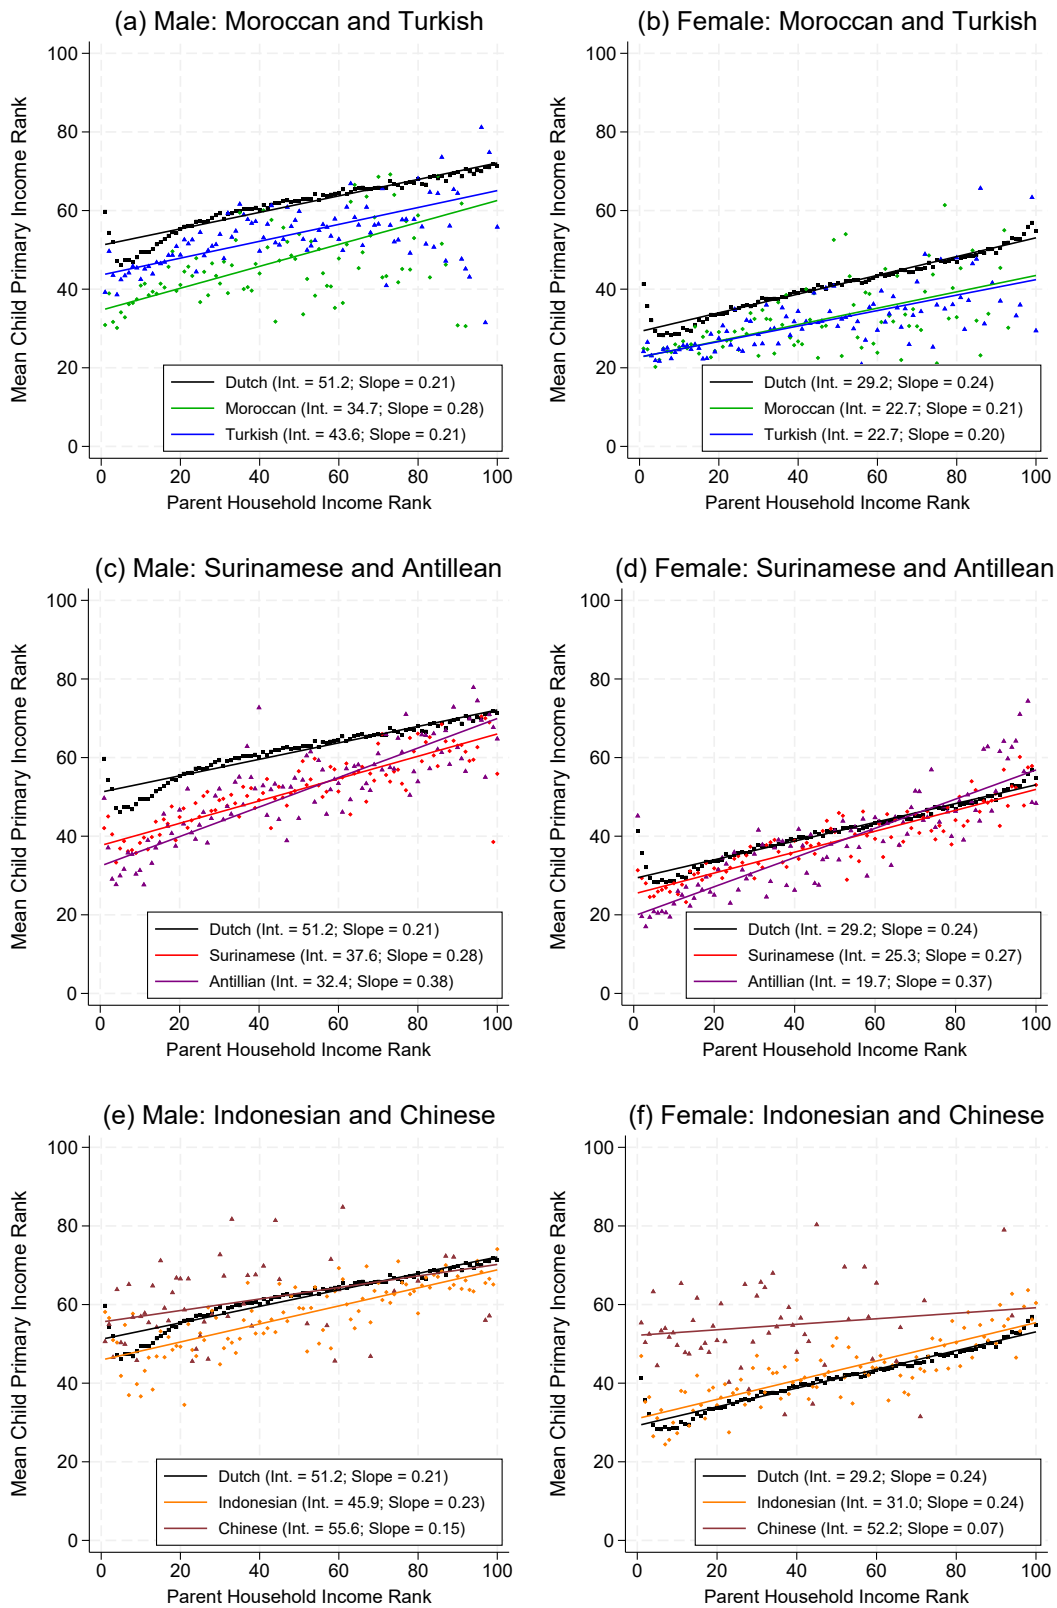 (a) Male: Moroccan and Turkish
Mean Child Primary Income Rank
100
80
60
40
20
0
Dutch (Int. = 51.2; Slope = 0.21)
Moroccan (Int. = 34.7; Slope = 0.28)
Turkish (Int. = 43.6; Slope = 0.21)
0 20 40 60 80 100
Parent Household Income Rank
(b) Female: Moroccan and Turkish
Mean Child Primary Income Rank
100
80
60
40
20
0
Dutch (Int. = 29.2; Slope = 0.24)
Moroccan (Int. = 22.7; Slope = 0.21)
Turkish (Int. = 22.7; Slope = 0.20)
0 20 40 60 80 100
Parent Household Income Rank
(c) Male: Surinamese and Antillean
Mean Child Primary Income Rank
100
80
60
40
20
0
Dutch (Int. = 51.2; Slope = 0.21)
Surinamese (Int. = 37.6; Slope = 0.28)
Antillian (Int. = 32.4; Slope = 0.38)
0 20 40 60 80 100
Parent Household Income Rank
(d) Female: Surinamese and Antillean
Mean Child Primary Income Rank
100
80
60
40
20
0
Dutch (Int. = 29.2; Slope = 0.24)
Surinamese (Int. = 25.3; Slope = 0.27)
Antillian (Int. = 19.7; Slope = 0.37)
0 20 40 60 80 100
Parent Household Income Rank
(e) Male: Indonesian and Chinese
Mean Child Primary Income Rank
100
80
60
40
20
0
Dutch (Int. = 51.2; Slope = 0.21)
Indonesian (Int. = 45.9; Slope = 0.23)
Chinese (Int. = 55.6; Slope = 0.15)
0 20 40 60 80 100
Parent Household Income Rank
(f) Female: Indonesian and Chinese
Mean Child Primary Income Rank
100
80
60
40
20
0
Dutch (Int. = 29.2; Slope = 0.24)
Indonesian (Int. = 31.0; Slope = 0.24)
Chinese (Int. = 52.2; Slope = 0.07)
0 20 40 60 80 100
Parent Household Income Rank